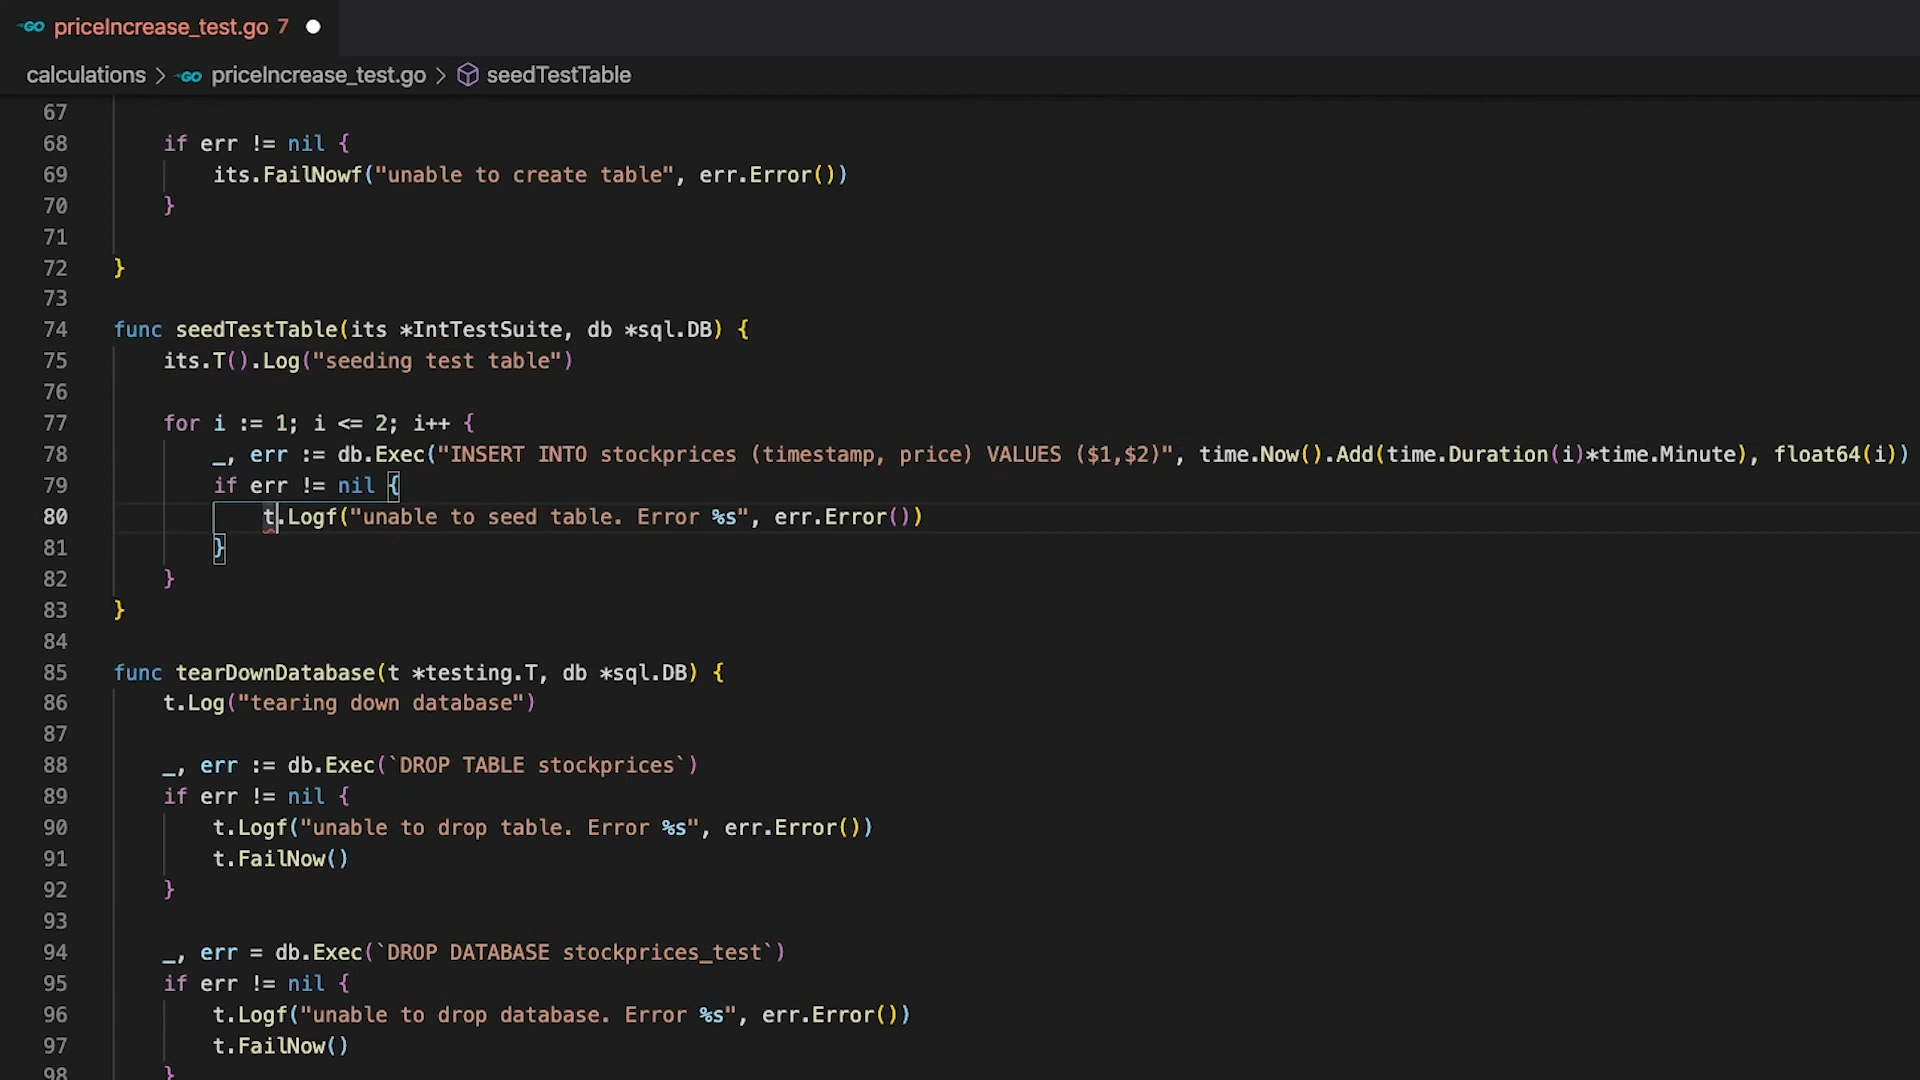 GO priceIncrease_test.go 7
calculations > GO priceIncrease_test.go > seedTestTable
67
68 if err != nil {
69 its.FailNowf("unable to create table", err.Error())
70 }
71
72 }
73
74 func seedTestTable(its *IntTestSuite, db *sql.DB) {
75 its.T().Log("seeding test table")
76
77 for i := 1; i <= 2; i++ {
78 _, err := db.Exec("INSERT INTO stockprices (timestamp, price) VALUES ($1,$2)", time.Now().Add(time.Duration(i)*time.Minute), float64(i))
79 if err != nil {
80 t.Logf("unable to seed table. Error %s", err.Error())
81 }
82 }
83 }
84
85 func tearDownDatabase(t *testing.T, db *sql.DB) {
86 t.Log("tearing down database")
87
88 _, err := db.Exec(`DROP TABLE stockprices`)
89 if err != nil {
90 t.Logf("unable to drop table. Error %s", err.Error())
91 t.FailNow()
92 }
93
94 _, err = db.Exec(`DROP DATABASE stockprices_test`)
95 if err != nil {
96 t.Logf("unable to drop database. Error %s", err.Error())
97 t.FailNow()
98 }